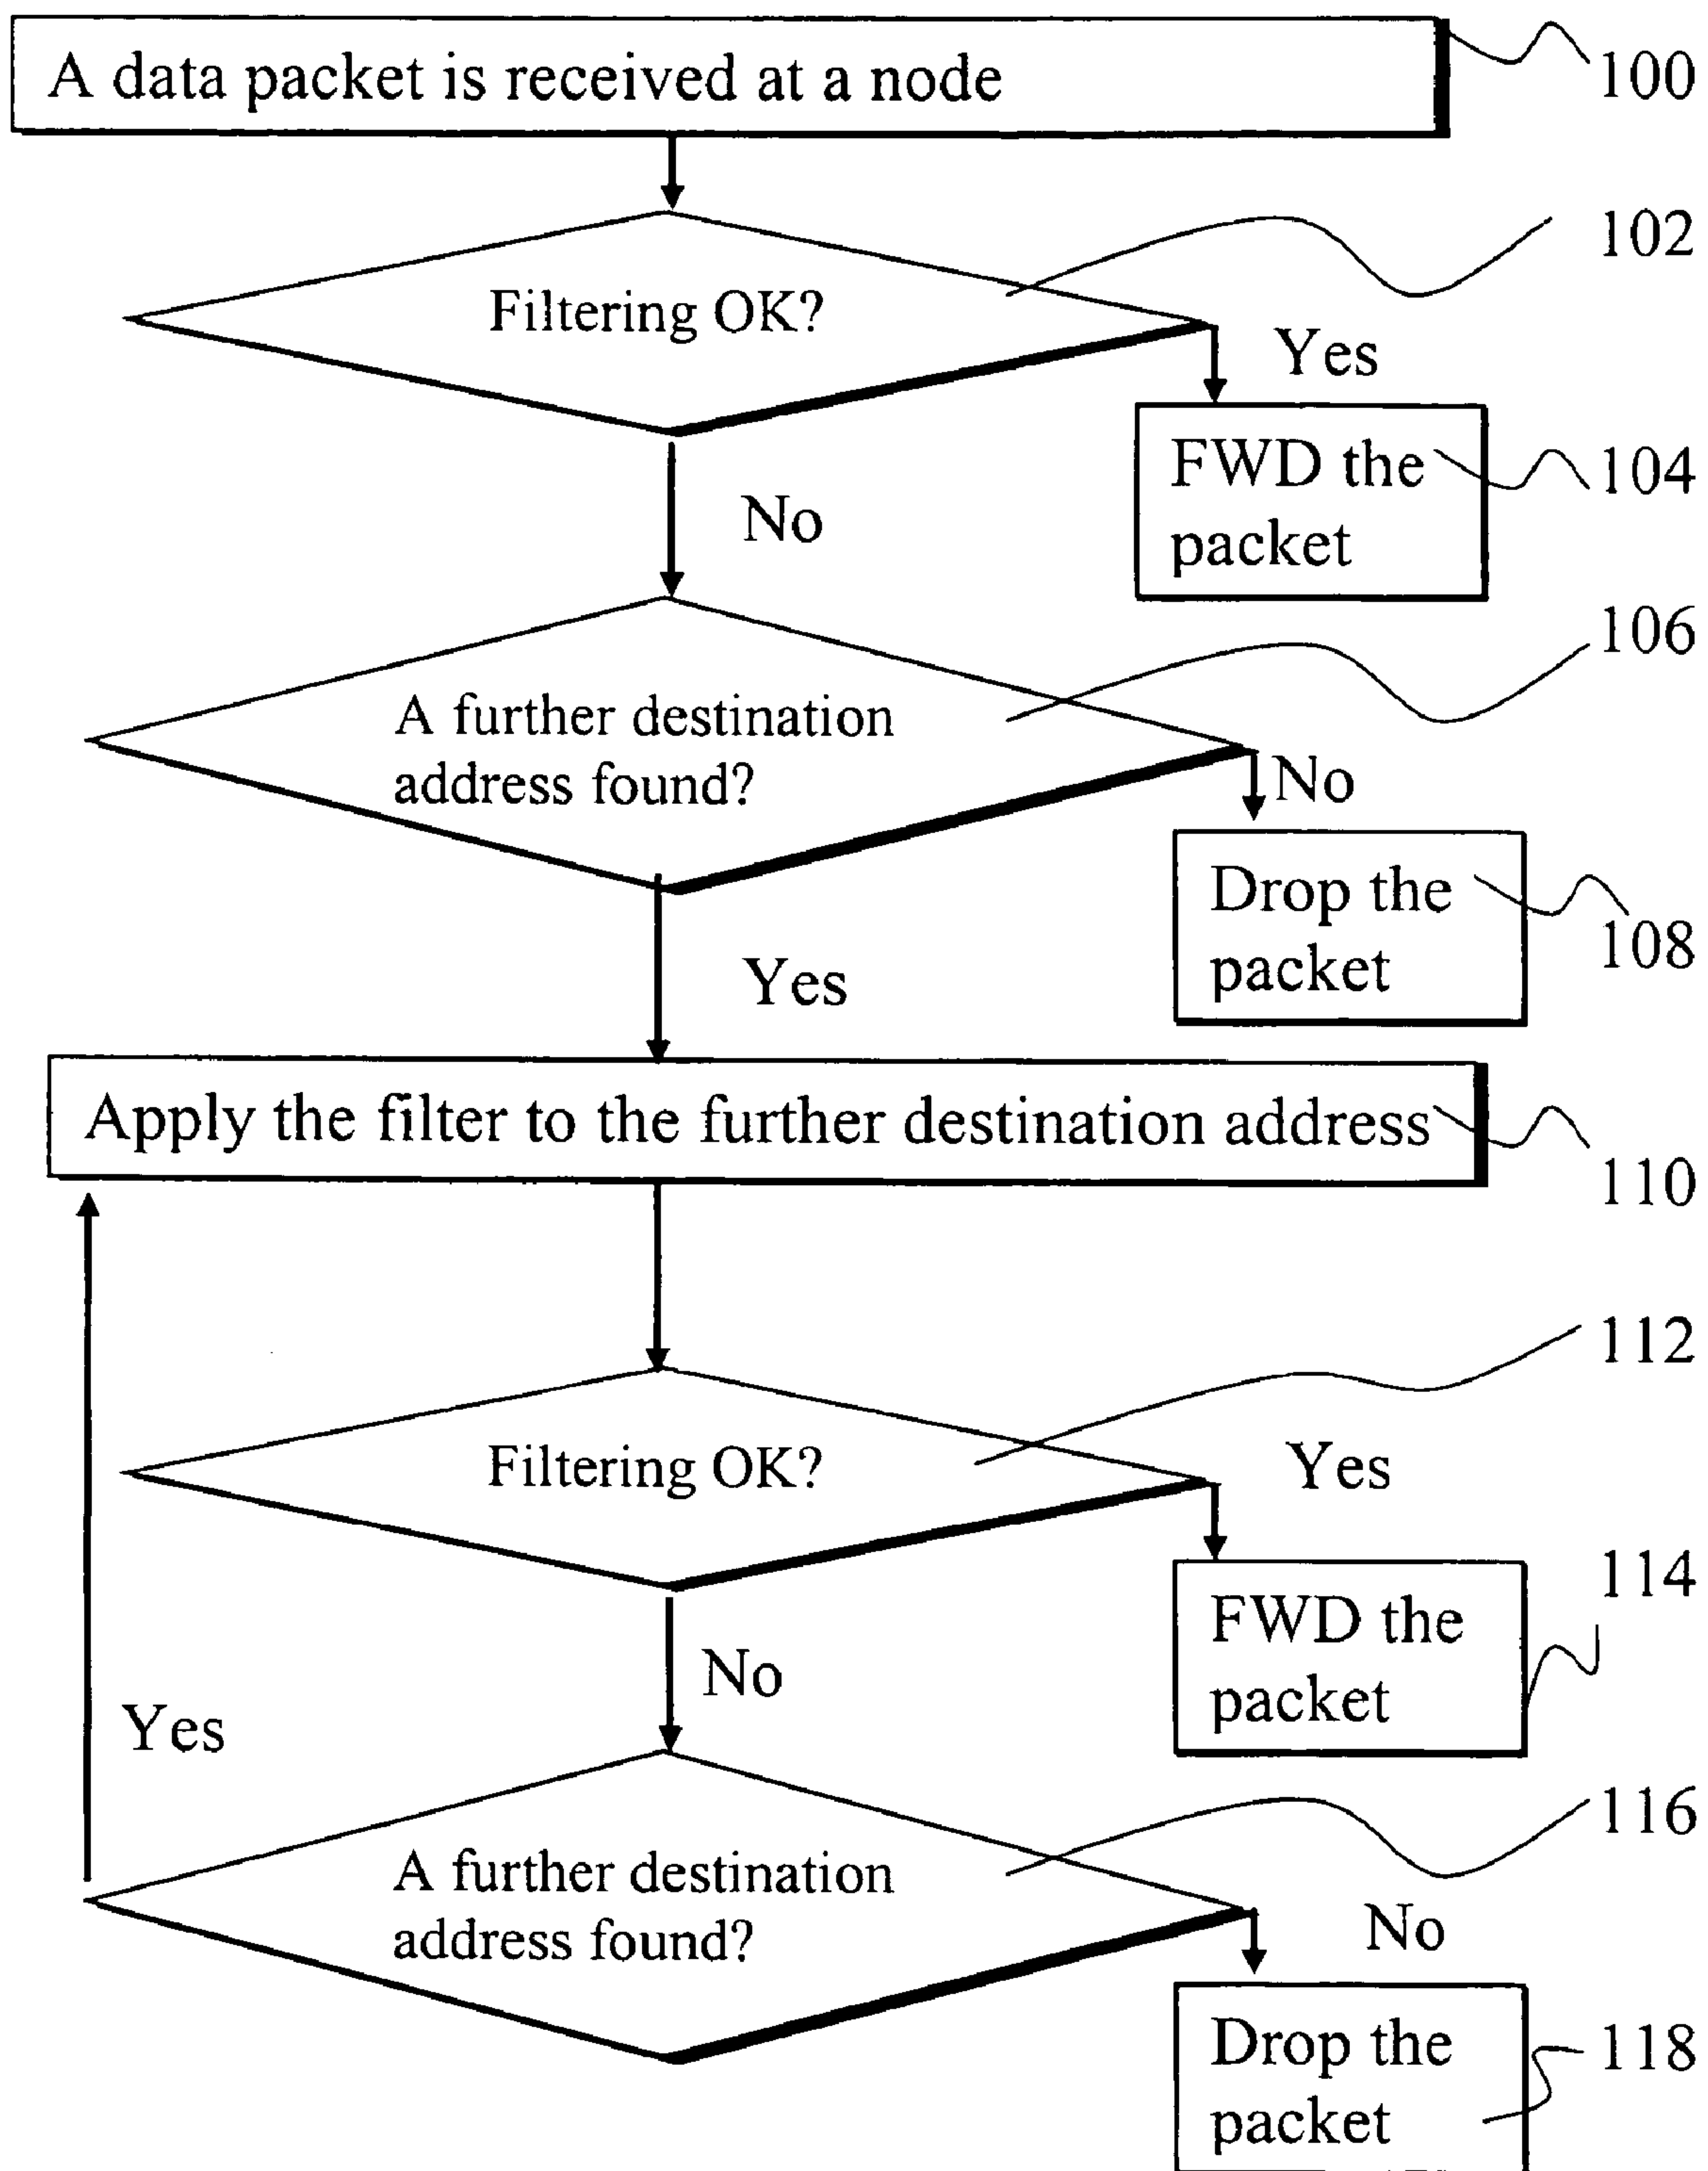 A data packet is received at a node
100
102
Filtering OK?
Yes
FWD the
packet
104
No
106
A further destination
address found?
No
Drop the
packet
108
Yes
Apply the filter to the further destination address
110
112
Filtering OK?
Yes
114
FWD the
packet
No
Yes
116
A further destination
address found?
No
Drop the
packet
118